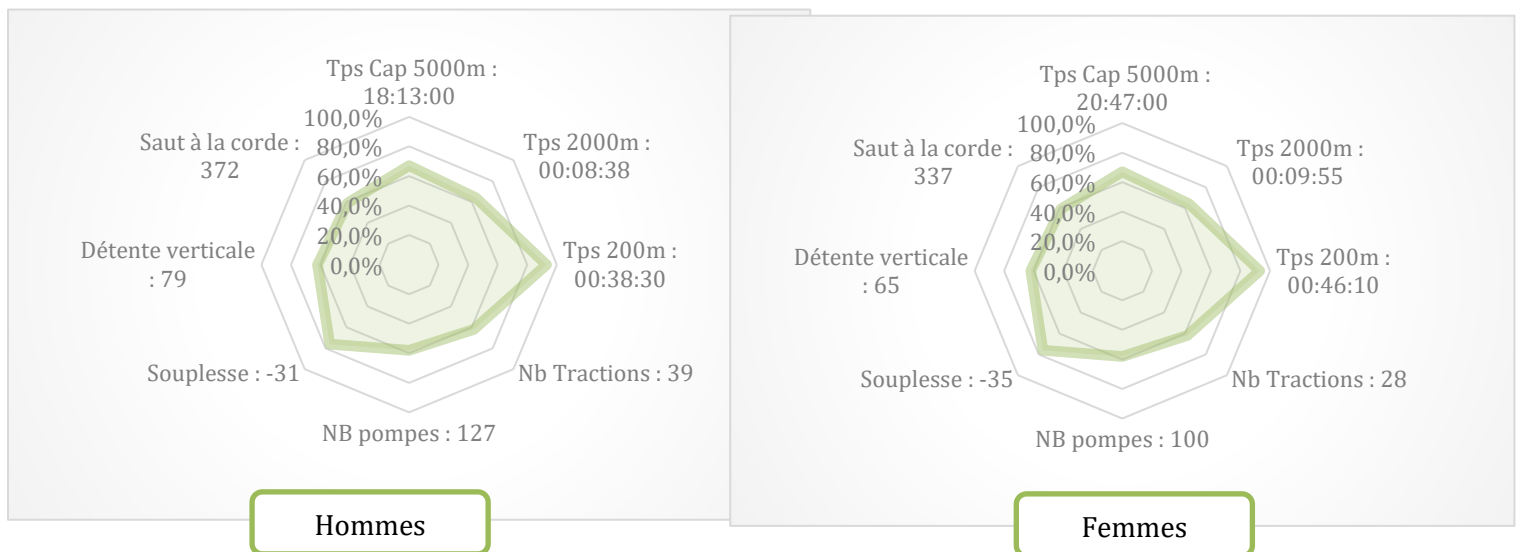 Tps Cap 5000m :
18:13:00
100,0%
80,0%
60,0%
40,0%
20,0%
0,0%
Tps 2000m :
00:08:38
Tps 200m :
00:38:30
Nb Tractions : 39
NB pompes : 127
Souplesse : -31
Détente verticale
: 79
Saut à la corde :
372
Hommes
Tps Cap 5000m :
20:47:00
100,0%
80,0%
60,0%
40,0%
20,0%
0,0%
Tps 2000m :
00:09:55
Tps 200m :
00:46:10
Nb Tractions : 28
NB pompes : 100
Souplesse : -35
Détente verticale
: 65
Saut à la corde :
337
Femmes